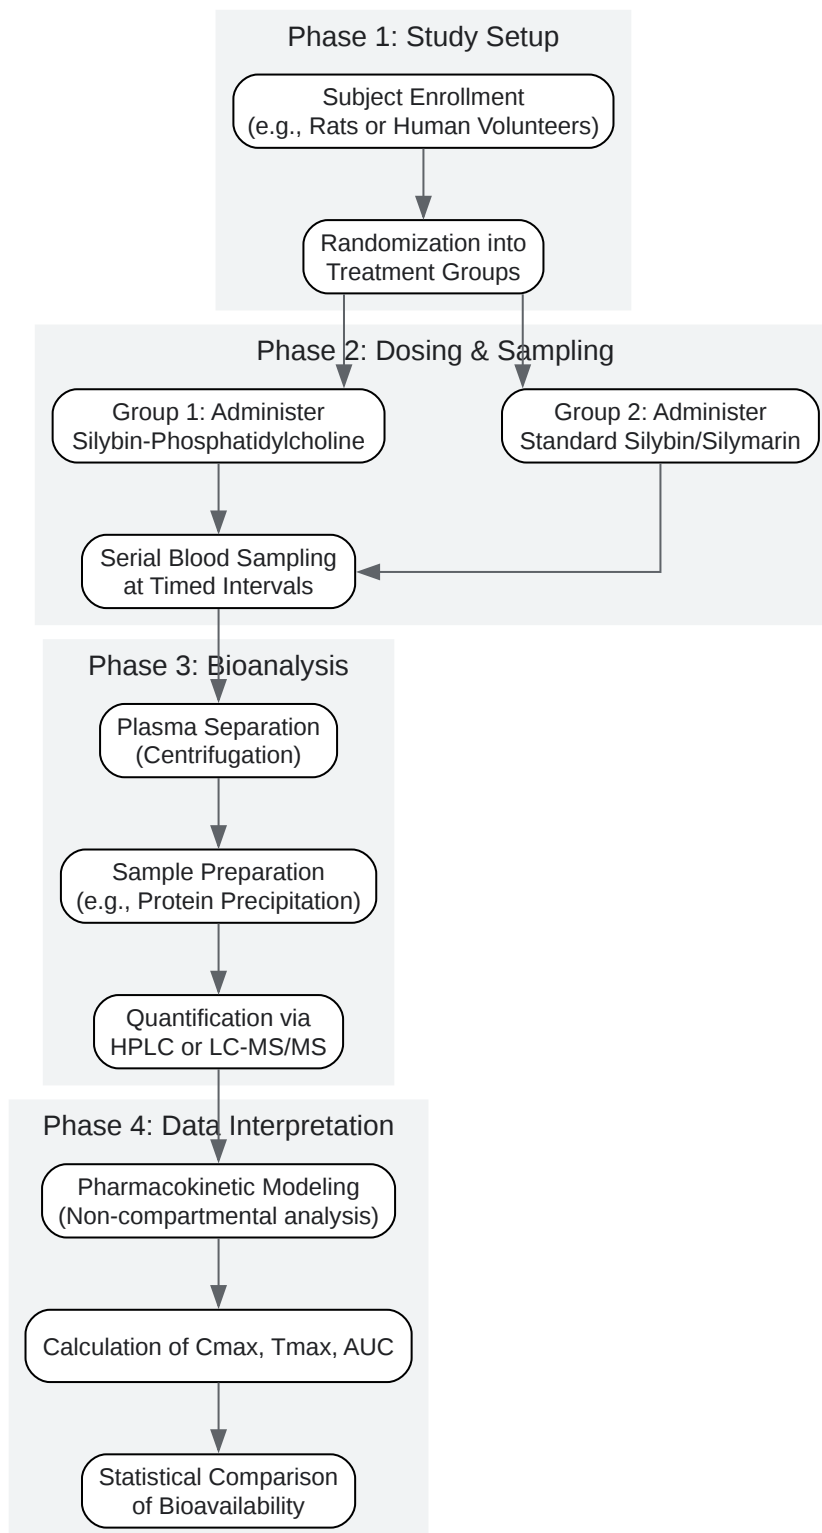 Phase 1: Study Setup
Subject Enrollment
(e.g., Rats or Human Volunteers)
Randomization into
Treatment Groups
Phase 2: Dosing & Sampling
Group 1: Administer
Silybin-Phosphatidylcholine
Group 2: Administer
Standard Silybin/Silymarin
Serial Blood Sampling
at Timed Intervals
Phase 3: Bioanalysis
Plasma Separation
(Centrifugation)
Sample Preparation
(e.g., Protein Precipitation)
Quantification via
HPLC or LC-MS/MS
Phase 4: Data Interpretation
Pharmacokinetic Modeling
(Non-compartmental analysis)
Calculation of Cmax, Tmax, AUC
Statistical Comparison
of Bioavailability